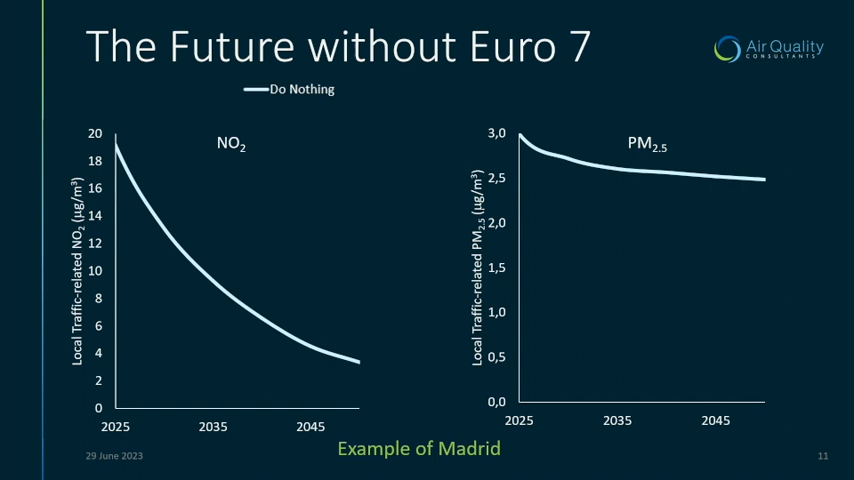 The Future without Euro 7
Air Quality
CONSULTANTS
Do Nothing
NO2
Local Traffic-related NO2 (µg/m3)
20
18
16
14
12
10
8
6
4
2
0
2025
2035
2045
PM2.5
Local Traffic-related PM2.5 (µg/m3)
3,0
2,5
2,0
1,5
1,0
0,5
0,0
2025
2035
2045
Example of Madrid
29 June 2023
11